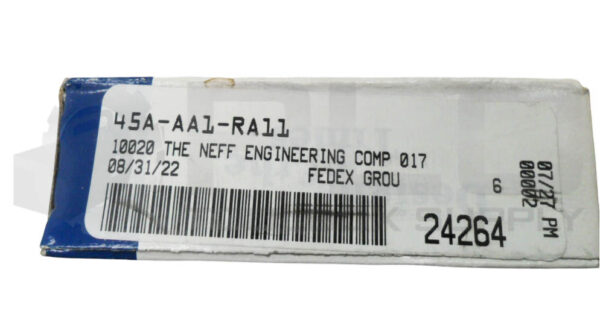 45A-AA1-RA11
10020 THE NEFF ENGINEERING COMP 017
08/31/22 FEDEX GROU
6
24264
07/27 PM
00002
SUPPLY